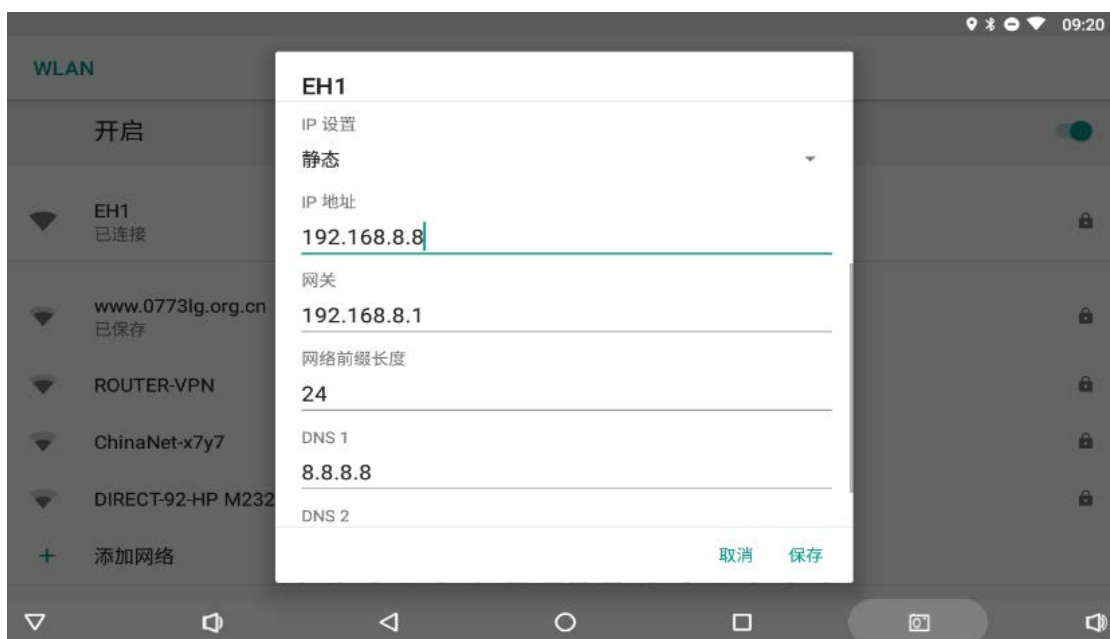 09:20
WLAN
开启
EH1
已连接
www.0773lg.org.cn
已保存
ROUTER-VPN
ChinaNet-x7y7
DIRECT-92-HP M232
添加网络
EH1
IP 设置
静态
IP 地址
192.168.8.8
网关
192.168.8.1
网络前缀长度
24
DNS 1
8.8.8.8
DNS 2
取消 保存